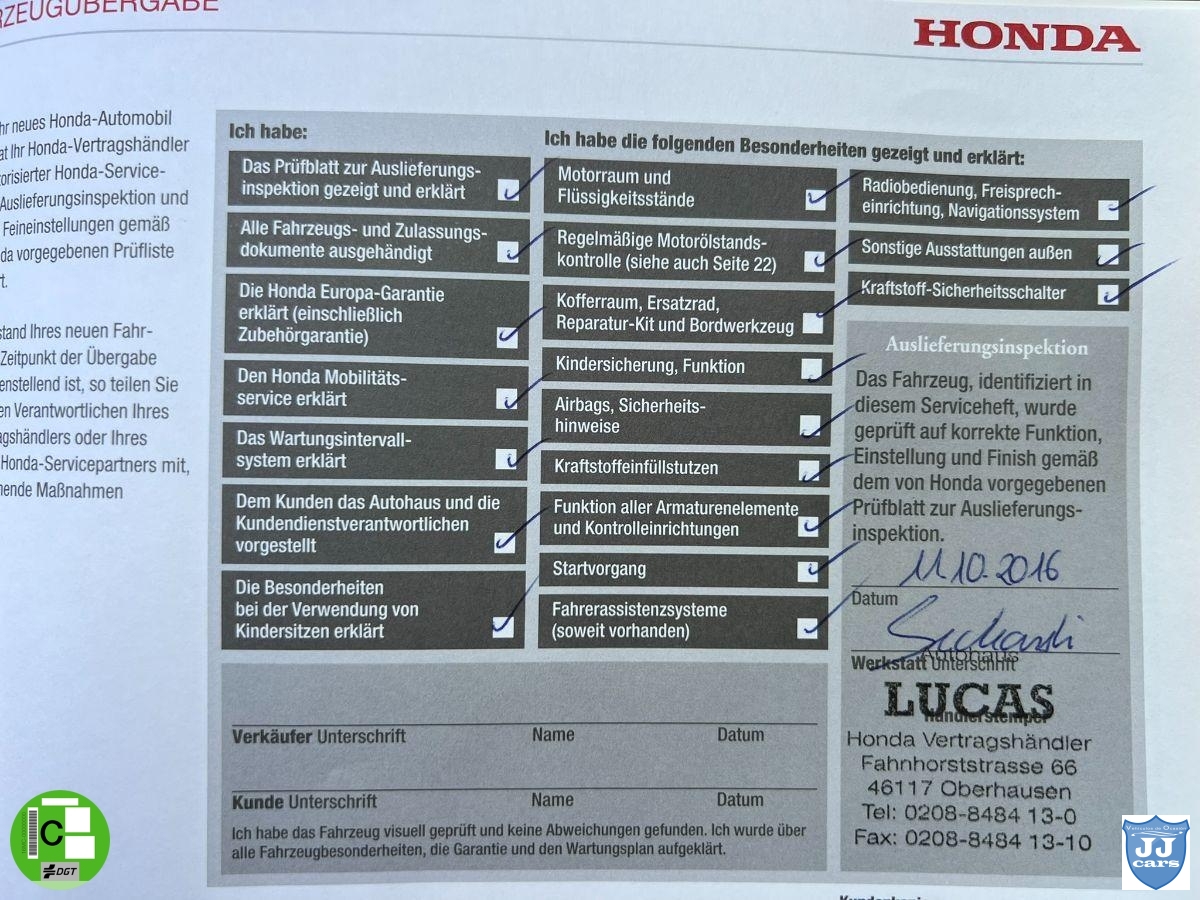 RZEUGÜBERGABE
HONDA
hr neues Honda-Automobil
at Ihr Honda-Vertragshändler
orisierter Honda-Service-
Auslieferungsinspektion und
Feineinstellungen gemäß
da vorgegebenen Prüfliste
rt.
stand Ihres neuen Fahr-
Zeitpunkt der Übergabe
enstellend ist, so teilen Sie
en Verantwortlichen Ihres
agshändlers oder Ihres
Honda-Servicepartners mit,
nende Maßnahmen
Ich habe:
Das Prüfblatt zur Auslieferungs-
inspektion gezeigt und erklärt
Alle Fahrzeugs- und Zulassungs-
dokumente ausgehändigt
Die Honda Europa-Garantie
erklärt (einschließlich
Zubehörgarantie)
Den Honda Mobilitäts-
service erklärt
Das Wartungsintervall-
system erklärt
Dem Kunden das Autohaus und die
Kundendienstverantwortlichen
vorgestellt
Die Besonderheiten
bei der Verwendung von
Kindersitzen erklärt
Ich habe die folgenden Besonderheiten gezeigt und erklärt:
Motorraum und
Flüssigkeitsstände
Regelmäßige Motorölstands-
kontrolle (siehe auch Seite 22)
Kofferraum, Ersatzrad,
Reparatur-Kit und Bordwerkzeug
Kindersicherung, Funktion
Airbags, Sicherheits-
hinweise
Kraftstoffeinfüllstutzen
Funktion aller Armaturenelemente
und Kontrolleinrichtungen
Startvorgang
Fahrerassistenzsysteme
(soweit vorhanden)
Radiobedienung, Freisprech-
einrichtung, Navigationssystem
Sonstige Ausstattungen außen
Kraftstoff-Sicherheitsschalter
Auslieferungsinspektion
Das Fahrzeug, identifiziert in
diesem Serviceheft, wurde
geprüft auf korrekte Funktion,
Einstellung und Finish gemäß
dem von Honda vorgegebenen
Prüfblatt zur Auslieferungs-
inspektion.
11.10.2016
Datum
Werkstatt Unterschrift
Autohaus
LUCAS
Händlerstempel
Honda Vertragshändler
Fahnhorststrasse 66
46117 Oberhausen
Tel: 0208-8484 13-0
Fax: 0208-8484 13-10
Verkäufer Unterschrift Name Datum
Kunde Unterschrift Name Datum
Ich habe das Fahrzeug visuell geprüft und keine Abweichungen gefunden. Ich wurde über
alle Fahrzeugbesonderheiten, die Garantie und den Wartungsplan aufgeklärt.
C
DGT
JJ
cars